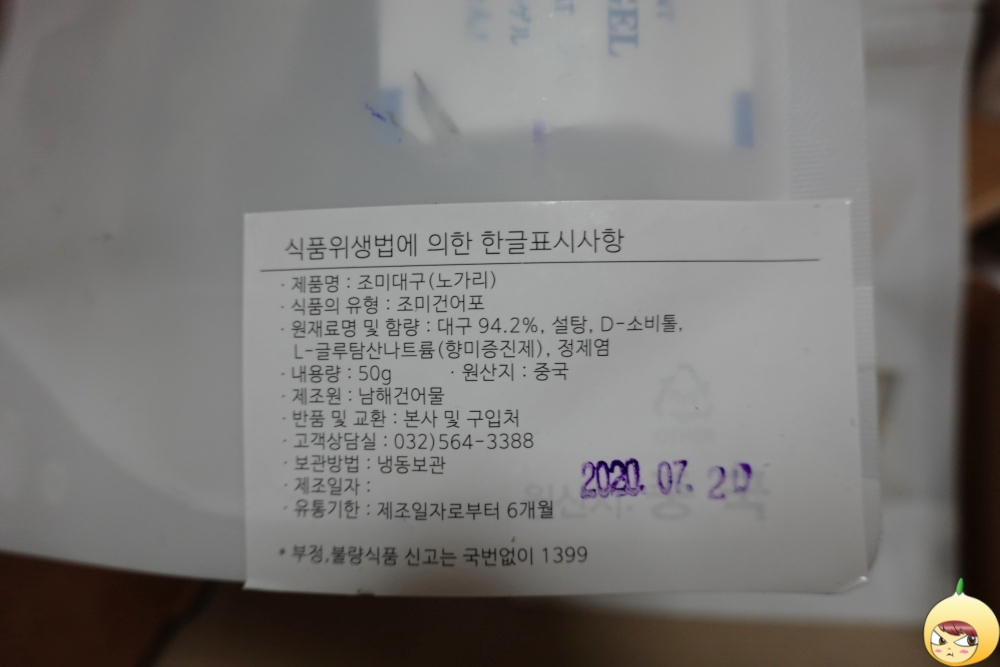 GEL
식품위생법에 의한 한글표시사항
· 제품명 : 조미대구(노가리)
· 식품의 유형 : 조미건어포
· 원재료명 및 함량 : 대구 94.2%, 설탕, D-소비톨,
L-글루탐산나트륨(향미증진제), 정제염
· 내용량 : 50g · 원산지 : 중국
· 제조원 : 남해건어물
· 반품 및 교환 : 본사 및 구입처
· 고객상담실 : 032)564-3388
· 보관방법 : 냉동보관
· 제조일자 : 2020. 07. 20
· 유통기한 : 제조일자로부터 6개월
* 부정,불량식품 신고는 국번없이 1399